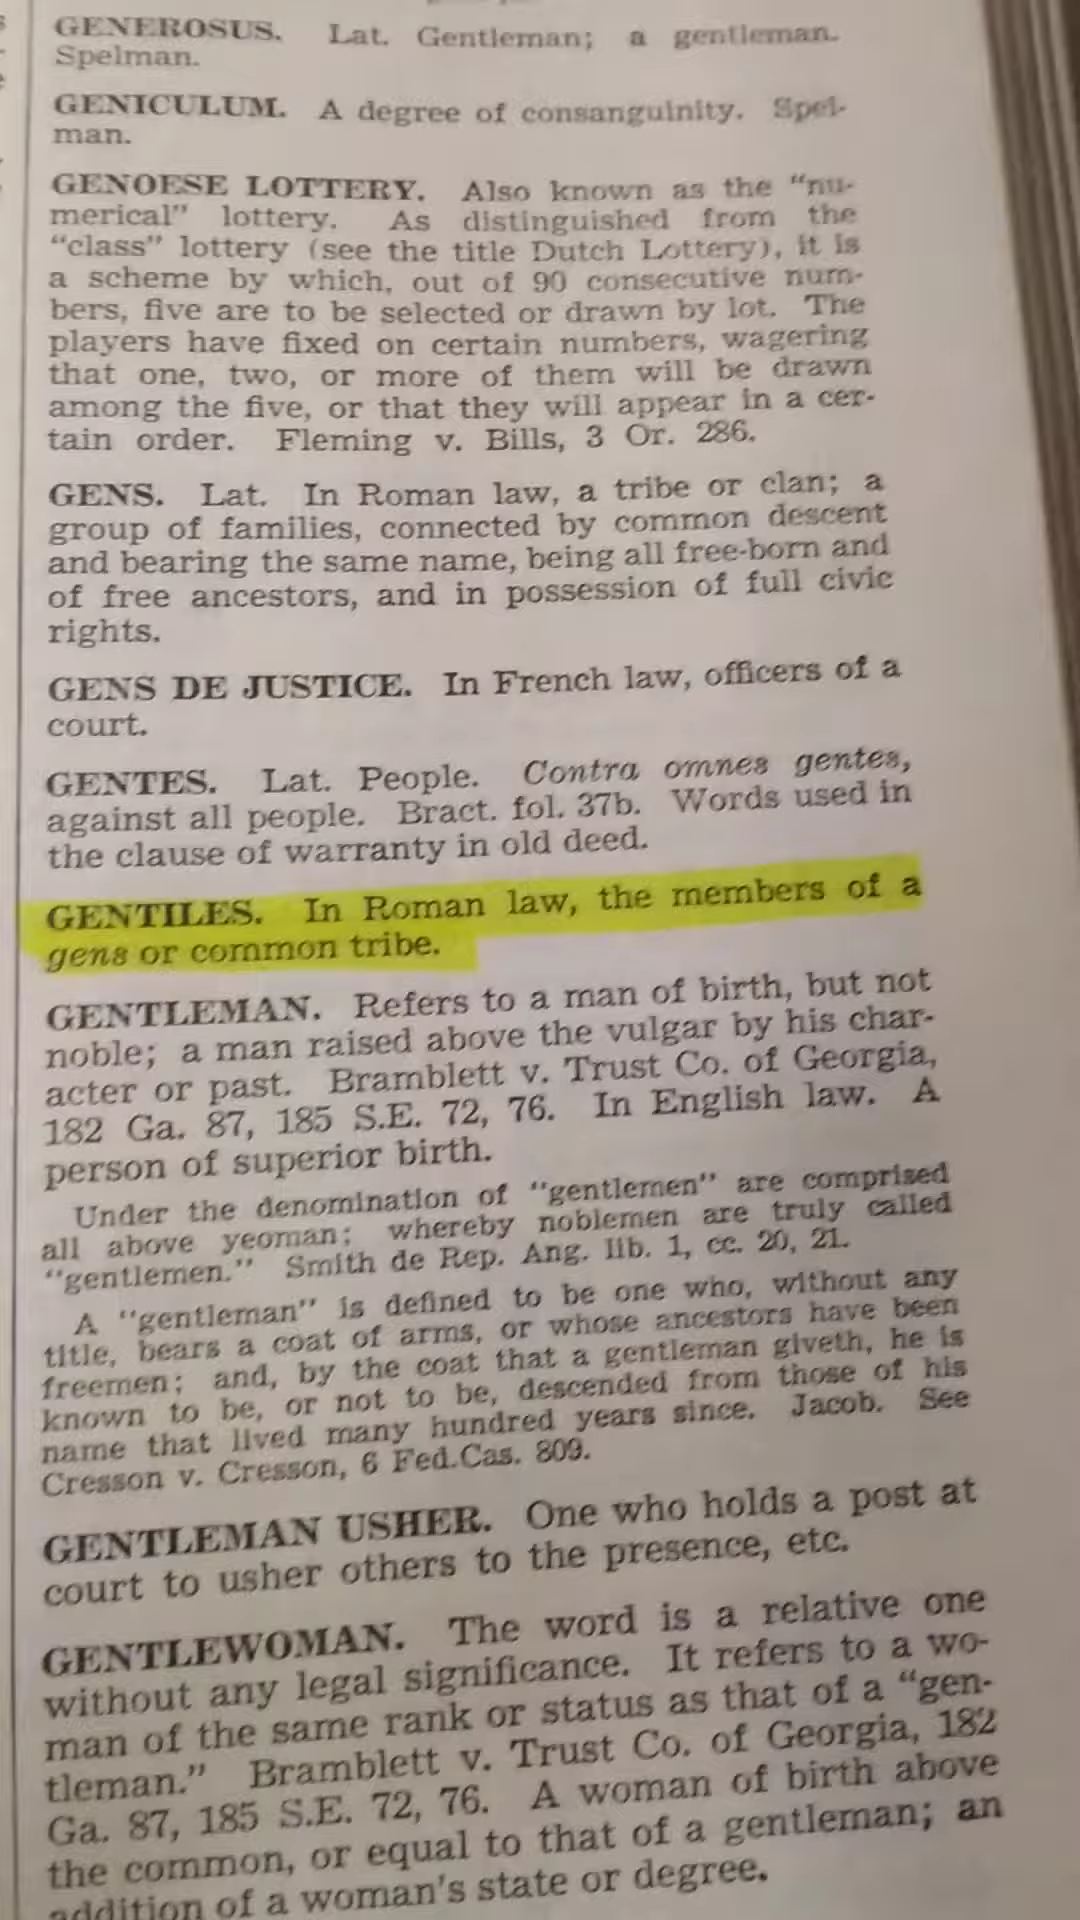 GENEROSUS. Lat. Gentleman; a gentleman.
Spelman.
GENICULUM. A degree of consanguinity. Spel-
man.
GENOESE LOTTERY. Also known as the "nu-
merical" lottery. As distinguished from the
"class" lottery (see the title Dutch Lottery), it is
a scheme by which, out of 90 consecutive num-
bers, five are to be selected or drawn by lot. The
players have fixed on certain numbers, wagering
that one, two, or more of them will be drawn
among the five, or that they will appear in a cer-
tain order. Fleming v. Bills, 3 Or. 286.
GENS. Lat. In Roman law, a tribe or clan; a
group of families, connected by common descent
and bearing the same name, being all free-born and
of free ancestors, and in possession of full civic
rights.
GENS DE JUSTICE. In French law, officers of a
court.
GENTES. Lat. People. Contra omnes gentes,
against all people. Bract. fol. 37b. Words used in
the clause of warranty in old deed.
GENTILES. In Roman law, the members of a
gens or common tribe.
GENTLEMAN. Refers to a man of birth, but not
noble; a man raised above the vulgar by his char-
acter or past. Bramblett v. Trust Co. of Georgia,
182 Ga. 87, 185 S.E. 72, 76. In English law. A
person of superior birth.
Under the denomination of "gentlemen" are comprised
all above yeoman; whereby noblemen are truly called
"gentlemen." Smith de Rep. Ang. lib. 1, cc. 20, 21.
A "gentleman" is defined to be one who, without any
title, bears a coat of arms, or whose ancestors have been
freemen; and, by the coat that a gentleman giveth, he is
known to be, or not to be, descended from those of his
name that lived many hundred years since. Jacob. See
Cresson v. Cresson, 6 Fed.Cas. 809.
GENTLEMAN USHER. One who holds a post at
court to usher others to the presence, etc.
GENTLEWOMAN. The word is a relative one
without any legal significance. It refers to a wo-
man of the same rank or status as that of a "gen-
tleman." Bramblett v. Trust Co. of Georgia, 182
Ga. 87, 185 S.E. 72, 76. A woman of birth above
the common, or equal to that of a gentleman; an
addition of a woman's state or degree.